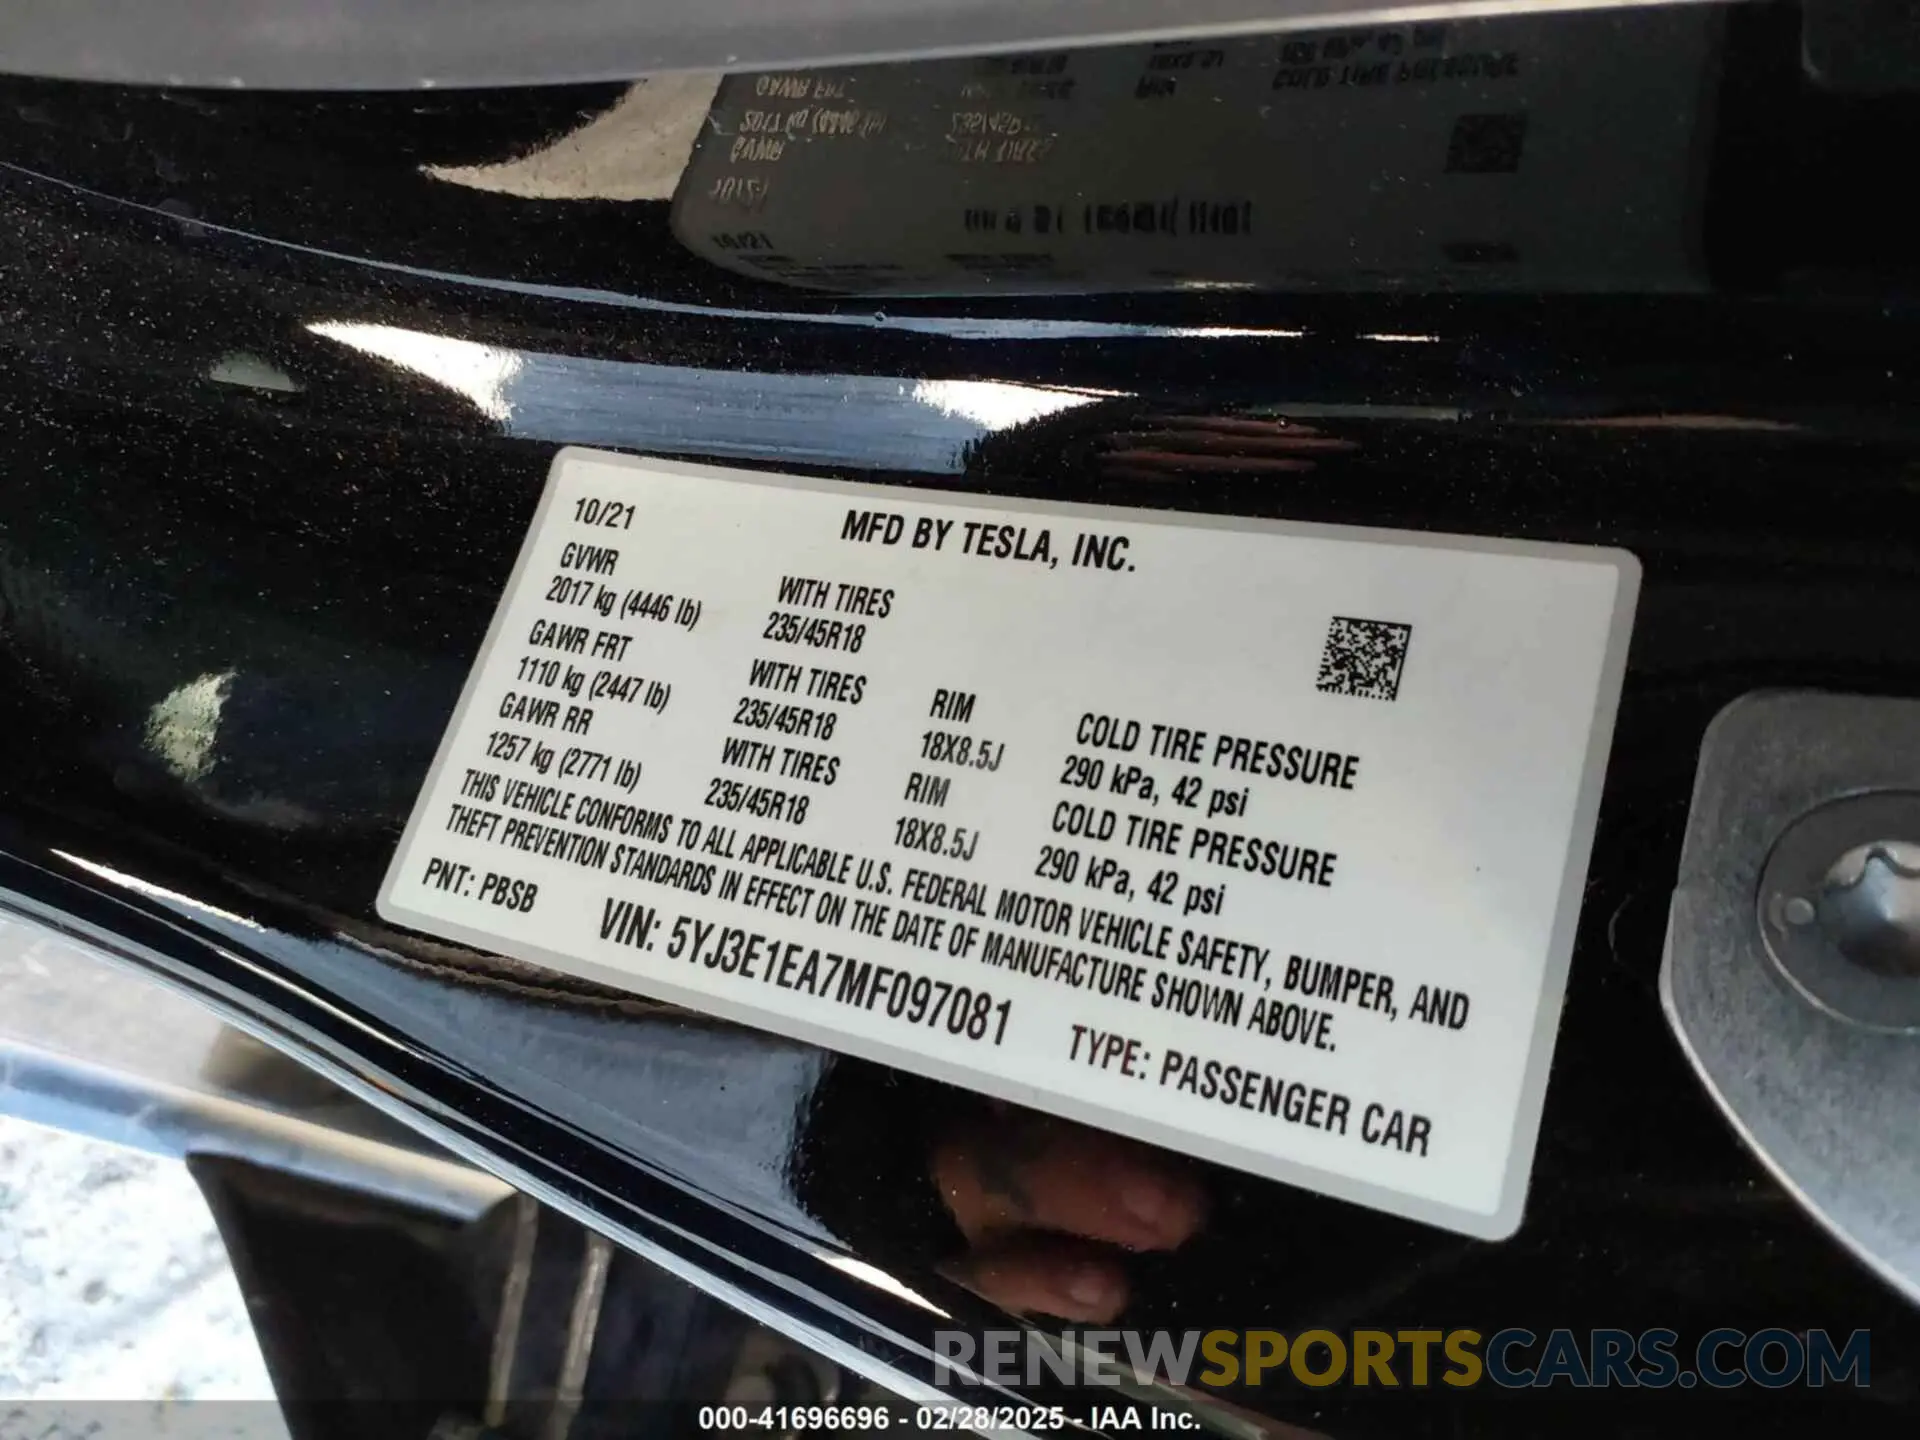 10/21
MFD BY TESLA, INC.
GVWR
2017 kg (4446 lb)
WITH TIRES
235/45R18
GAWR FRT
1110 kg (2447 lb)
WITH TIRES
235/45R18
RIM
18X8.5J
COLD TIRE PRESSURE
290 kPa, 42 psi
GAWR RR
1257 kg (2771 lb)
WITH TIRES
235/45R18
RIM
18X8.5J
COLD TIRE PRESSURE
290 kPa, 42 psi
THIS VEHICLE CONFORMS TO ALL APPLICABLE U.S. FEDERAL MOTOR VEHICLE SAFETY, BUMPER, AND
THEFT PREVENTION STANDARDS IN EFFECT ON THE DATE OF MANUFACTURE SHOWN ABOVE.
PNT: PBSB
VIN: 5YJ3E1EA7MF097081
TYPE: PASSENGER CAR
RENEWSPORTSCARS.COM
000-41696696 - 02/28/2025 - IAA Inc.